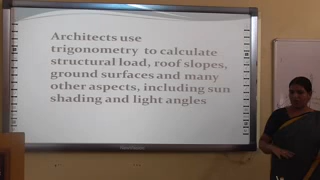 Architects use
trigonometry to calculate
structural load, roof slopes,
ground surfaces and many
other aspects, including sun
shading and light angles